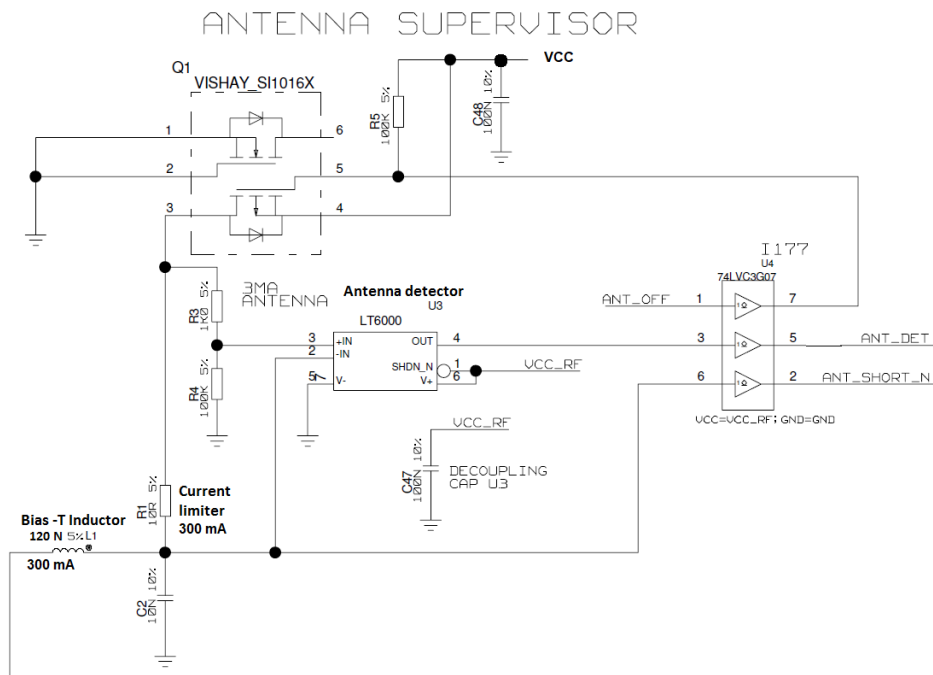 ANTENNA SUPERVISOR
VCC
Q1
VISHAY_SI1016X
1
6
2
5
3
4
R5
100K 5%
C48
100N 10%
I177
U4
74LVC3G07
ANT_OFF
1
7
3
5
ANT_DET
6
2
ANT_SHORT_N
VCC=VCC_RF; GND=GND
3MA
ANTENNA
Antenna detector
U3
LT6000
R3
1K0 5%
R4
100K 5%
3
+IN
OUT
4
2
-IN
SHDN_N
1
VCC_RF
5
V-
V+
6
VCC_RF
C47
100N 10%
DECOUPLING
CAP U3
R1
10R 5%
Current
limiter
300 mA
Bias -T Inductor
120 N 5% L1
300 mA
C2
10N 10%